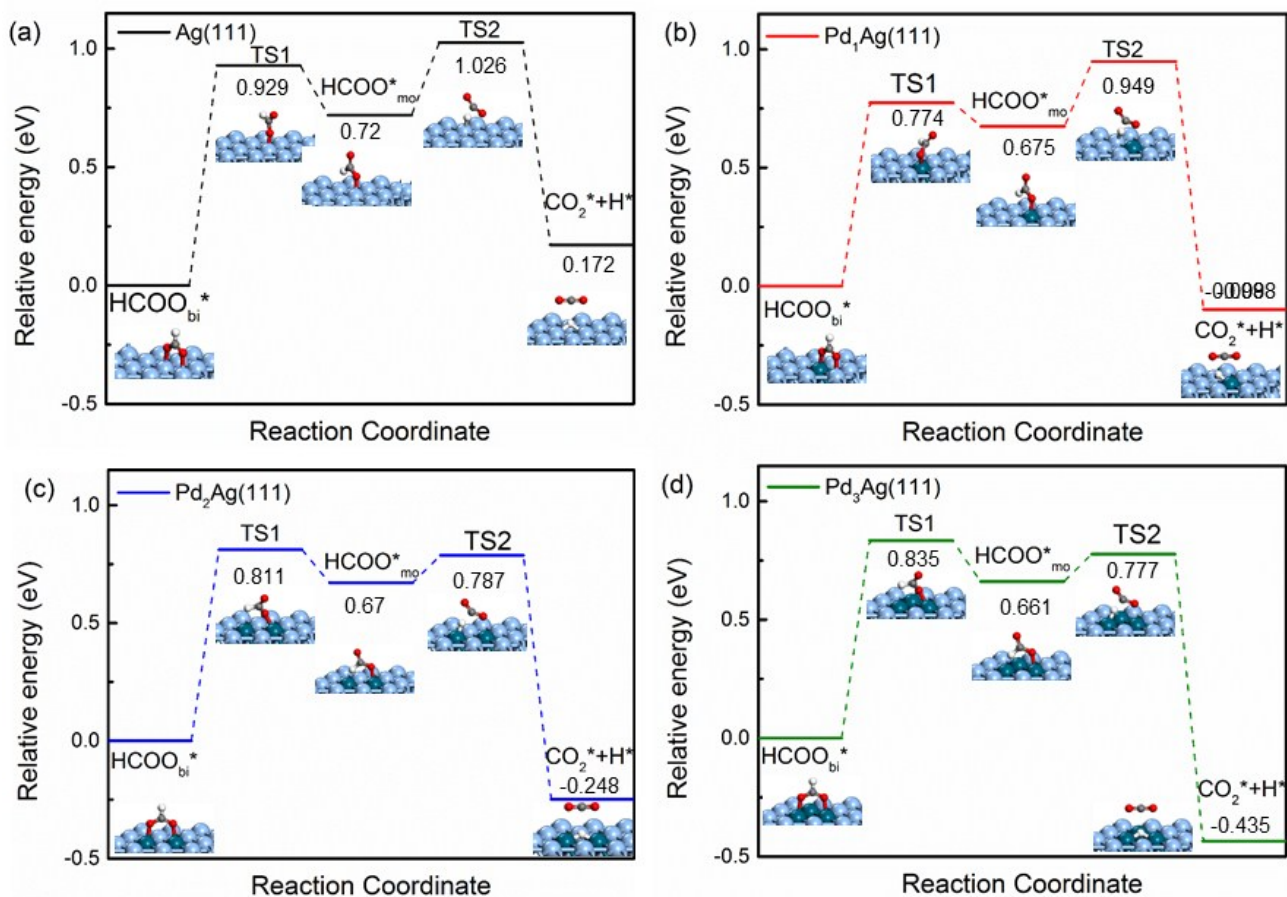 (a)
Ag(111)
1.0
TS1
TS2
0.929
HCOO*mo
1.026
0.72
0.5
CO2*+H*
0.172
0.0
HCOObi*
-0.5
Relative energy (eV)
Reaction Coordinate
(b)
Pd1Ag(111)
1.0
TS1
TS2
0.774
HCOO*mo
0.949
0.675
0.5
0.0
HCOObi*
CO2*+H*
-0.5
Relative energy (eV)
Reaction Coordinate
(c)
Pd2Ag(111)
1.0
TS1
TS2
HCOO*mo
0.811
0.787
0.67
0.5
0.0
HCOObi*
CO2*+H*
-0.248
-0.5
Relative energy (eV)
Reaction Coordinate
(d)
Pd3Ag(111)
1.0
TS1
TS2
HCOO*mo
0.835
0.777
0.661
0.5
0.0
HCOObi*
CO2*+H*
-0.435
-0.5
Relative energy (eV)
Reaction Coordinate